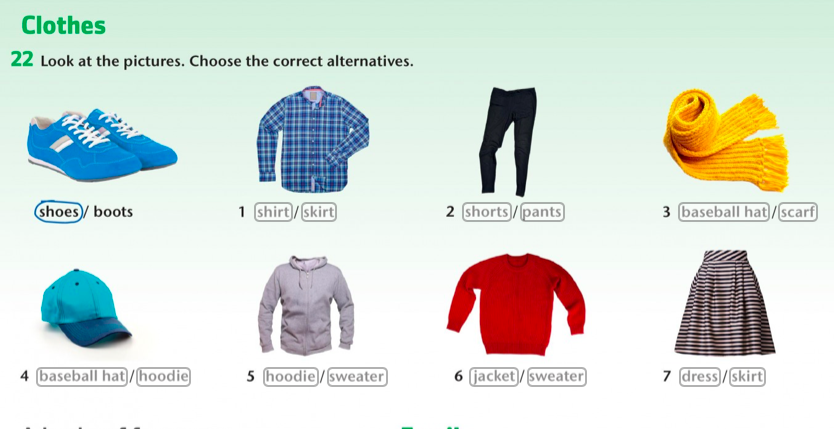 Clothes
22 Look at the pictures. Choose the correct alternatives.
shoes / boots
1 shirt / skirt
2 shorts / pants
3 baseball hat / scarf
4 baseball hat / hoodie
5 hoodie / sweater
6 jacket / sweater
7 dress / skirt